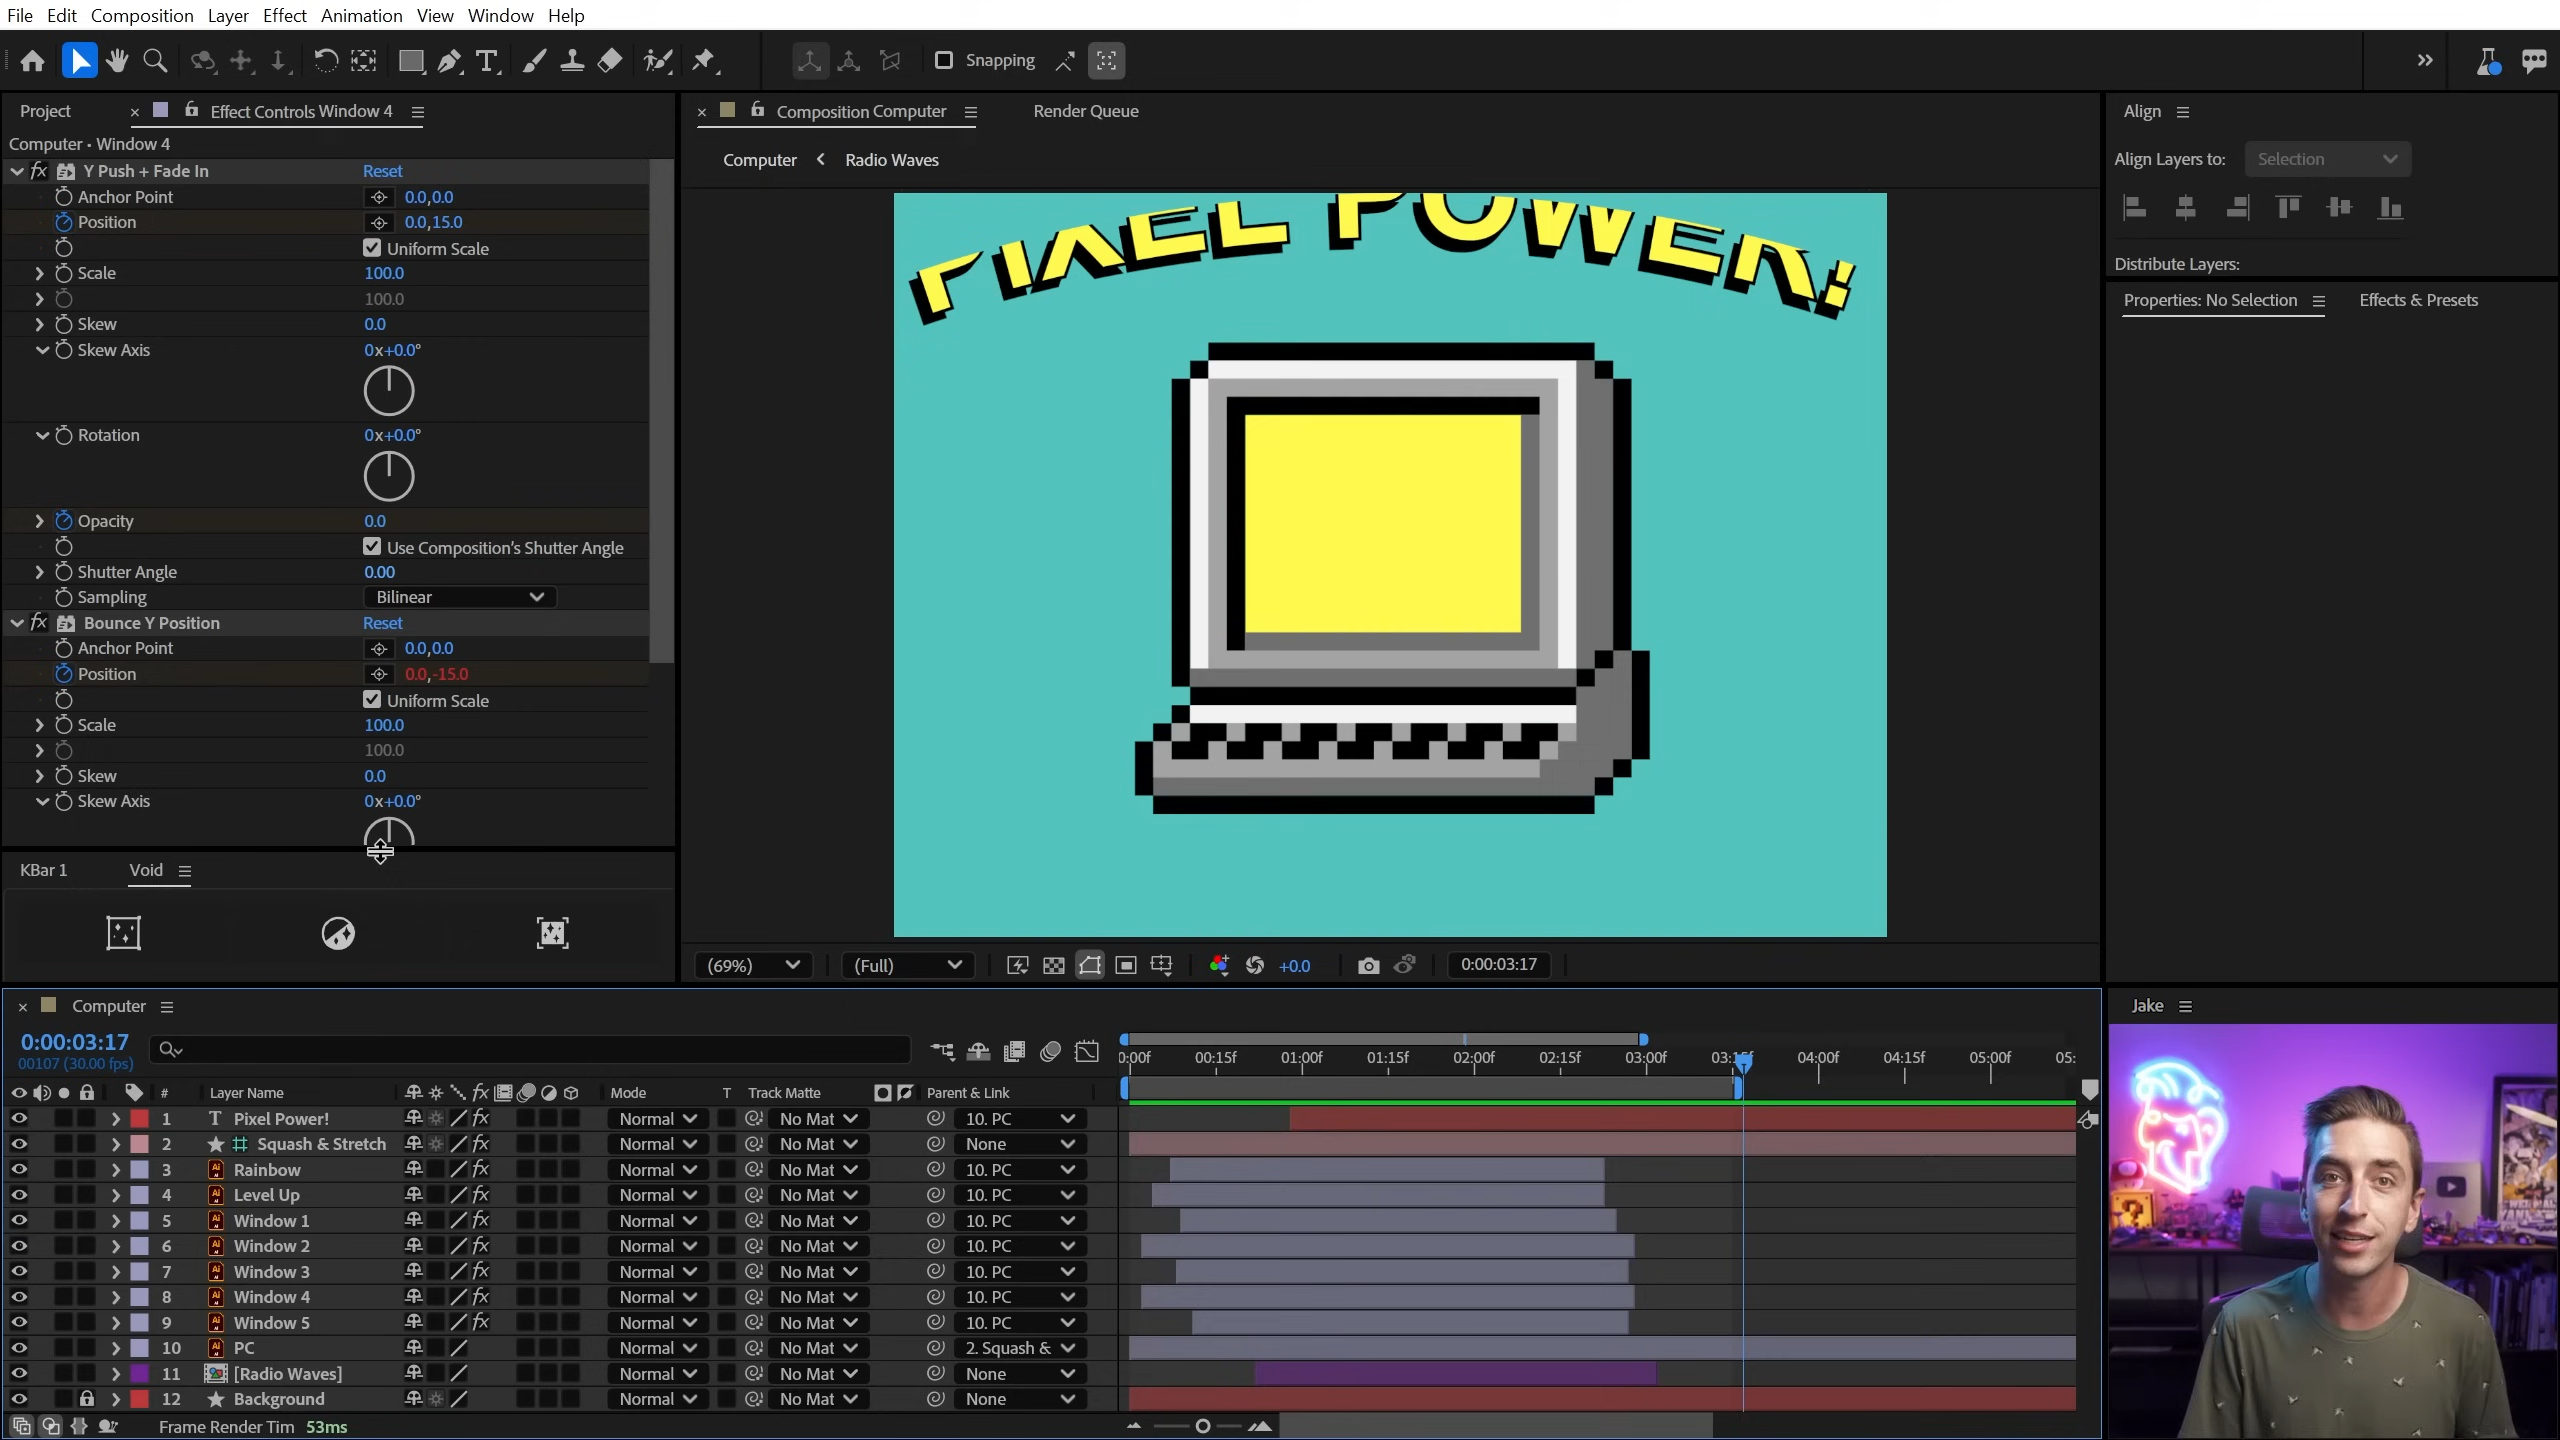 File Edit Composition Layer Effect Animation View Window Help
Snapping
Project Effect Controls Window 4
Computer • Window 4
Y Push + Fade In Reset
Anchor Point 0.0,0.0
Position 0.0,15.0
Uniform Scale
Scale 100.0
100.0
Skew 0.0
Skew Axis 0x+0.0°
Rotation 0x+0.0°
Opacity 0.0
Use Composition's Shutter Angle
Shutter Angle 0.00
Sampling Bilinear
Bounce Y Position Reset
Anchor Point 0.0,0.0
Position 0.0,-15.0
Uniform Scale
Scale 100.0
100.0
Skew 0.0
Skew Axis 0x+0.0°
KBar 1 Void
Composition Computer Render Queue
Computer Radio Waves
PIXEL POWER!
(69%) (Full) +0.0 0:00:03:17
Align
Align Layers to: Selection
Distribute Layers:
Properties: No Selection Effects & Presets
Computer
0:00:03:17
00107 (30.00 fps)
0:00f 00:15f 01:00f 01:15f 02:00f 02:15f 03:00f 03:15f 04:00f 04:15f 05:00f 05:
# Layer Name Mode T Track Matte Parent & Link
1 Pixel Power! Normal No Mat 10. PC
2 Squash & Stretch Normal No Mat None
3 Rainbow Normal No Mat 10. PC
4 Level Up Normal No Mat 10. PC
5 Window 1 Normal No Mat 10. PC
6 Window 2 Normal No Mat 10. PC
7 Window 3 Normal No Mat 10. PC
8 Window 4 Normal No Mat 10. PC
9 Window 5 Normal No Mat 10. PC
10 PC Normal No Mat 2. Squash &
11 [Radio Waves] Normal No Mat None
12 Background Normal No Mat None
Frame Render Tim 53ms
Jake